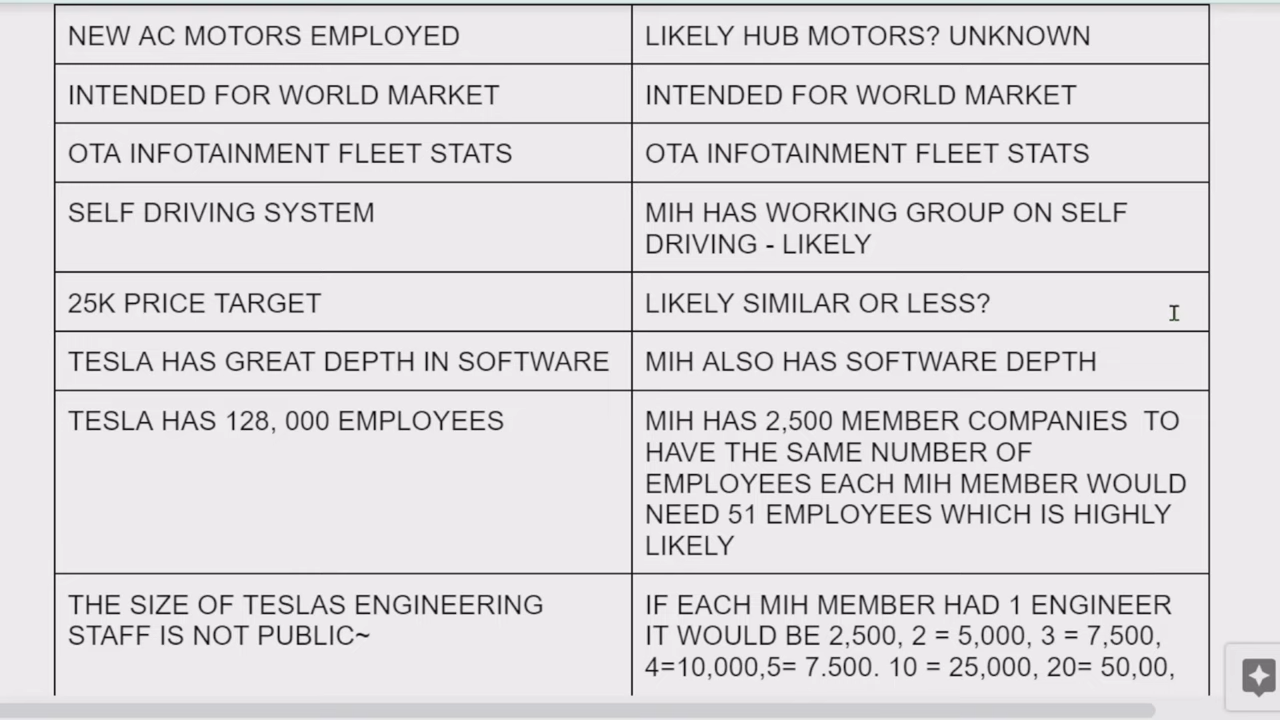 NEW AC MOTORS EMPLOYED
LIKELY HUB MOTORS? UNKNOWN
INTENDED FOR WORLD MARKET
INTENDED FOR WORLD MARKET
OTA INFOTAINMENT FLEET STATS
OTA INFOTAINMENT FLEET STATS
SELF DRIVING SYSTEM
MIH HAS WORKING GROUP ON SELF
DRIVING - LIKELY
25K PRICE TARGET
LIKELY SIMILAR OR LESS?
TESLA HAS GREAT DEPTH IN SOFTWARE
MIH ALSO HAS SOFTWARE DEPTH
TESLA HAS 128, 000 EMPLOYEES
MIH HAS 2,500 MEMBER COMPANIES  TO
HAVE THE SAME NUMBER OF
EMPLOYEES EACH MIH MEMBER WOULD
NEED 51 EMPLOYEES WHICH IS HIGHLY
LIKELY
THE SIZE OF TESLAS ENGINEERING
STAFF IS NOT PUBLIC~
IF EACH MIH MEMBER HAD 1 ENGINEER
IT WOULD BE 2,500, 2 = 5,000, 3 = 7,500,
4=10,000,5= 7.500. 10 = 25,000, 20= 50,00,